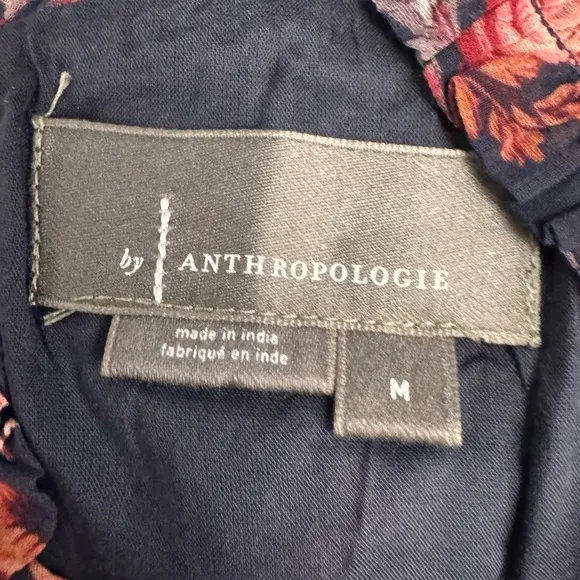 by ANTHROPOLOGIE
made in india
fabriqué en inde
M